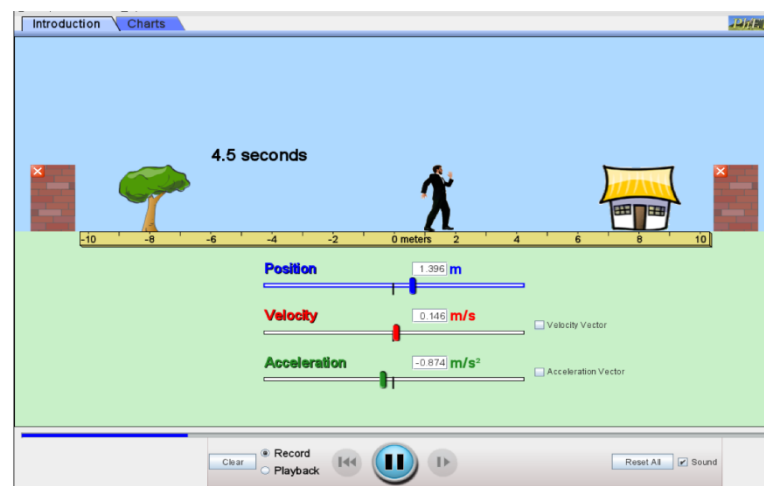 Introduction Charts
4.5 seconds
-10 -8 -6 -4 -2 0 meters 2 4 6 8 10
Position 1.396 m
Velocity 0.146 m/s
Velocity Vector
Acceleration -0.874 m/s²
Acceleration Vector
Clear
Record
Playback
Reset All
Sound